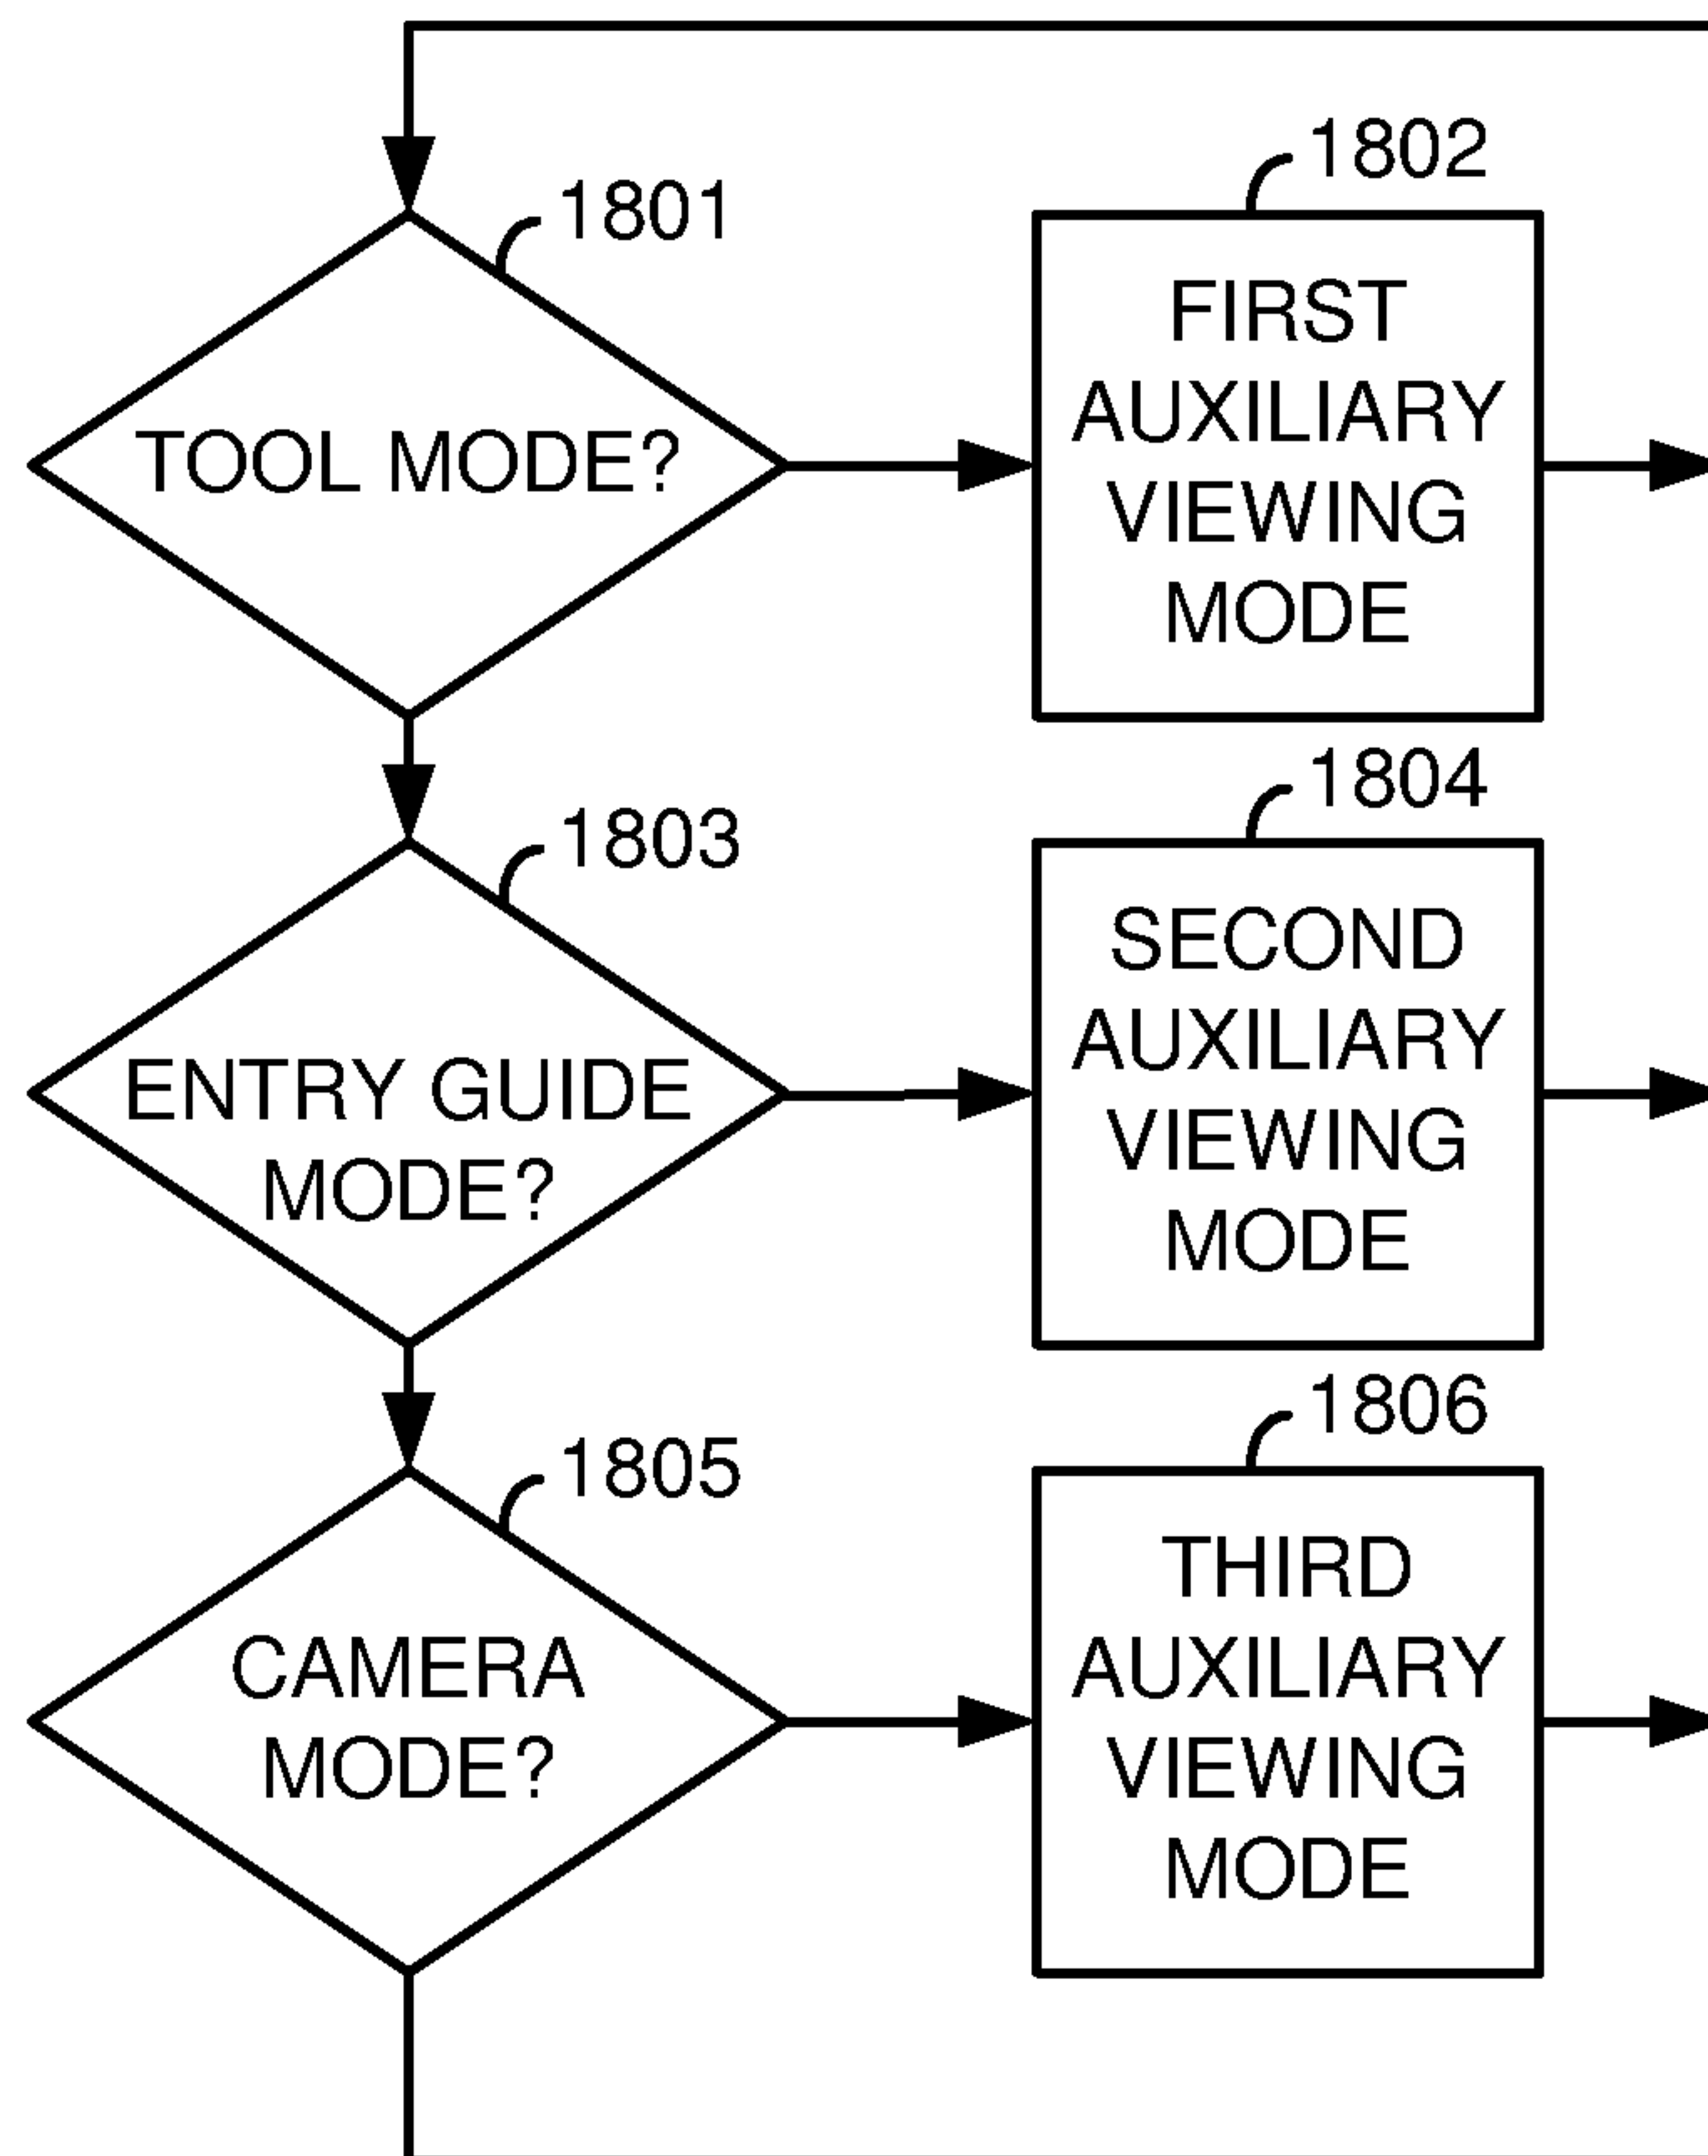 1801
TOOL MODE?
1802
FIRST
AUXILIARY
VIEWING
MODE
1803
ENTRY GUIDE
MODE?
1804
SECOND
AUXILIARY
VIEWING
MODE
1805
CAMERA
MODE?
1806
THIRD
AUXILIARY
VIEWING
MODE